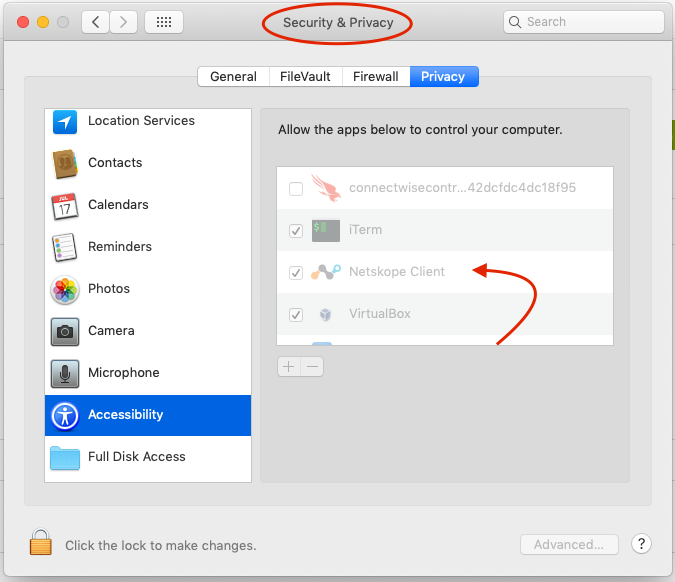 Security & Privacy
Search
General
FileVault
Firewall
Privacy
Location Services
Contacts
JUL
17
Calendars
Reminders
Photos
Camera
Microphone
Accessibility
Full Disk Access
Allow the apps below to control your computer.
connectwisecontr...42dcfdc4dc18f95
$
iTerm
Netskope Client
VirtualBox
+
−
Click the lock to make changes.
Advanced...
?